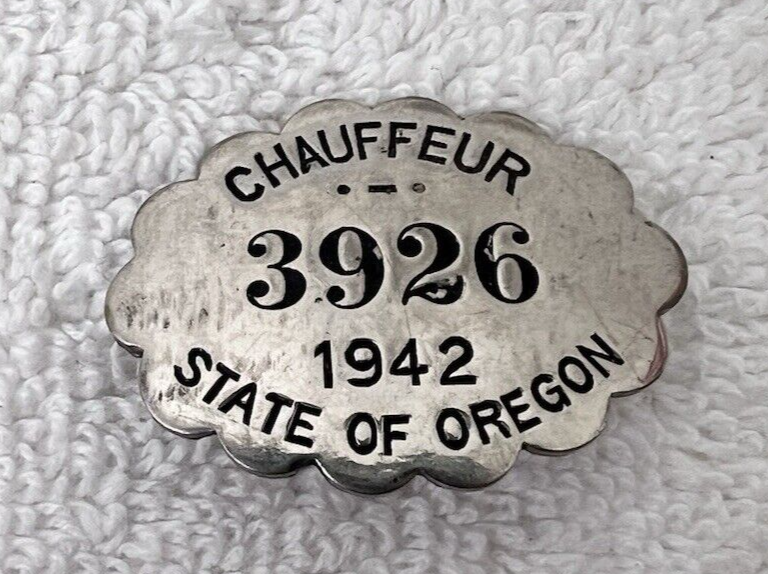 CHAUFFEUR
3926
1942
STATE OF OREGON